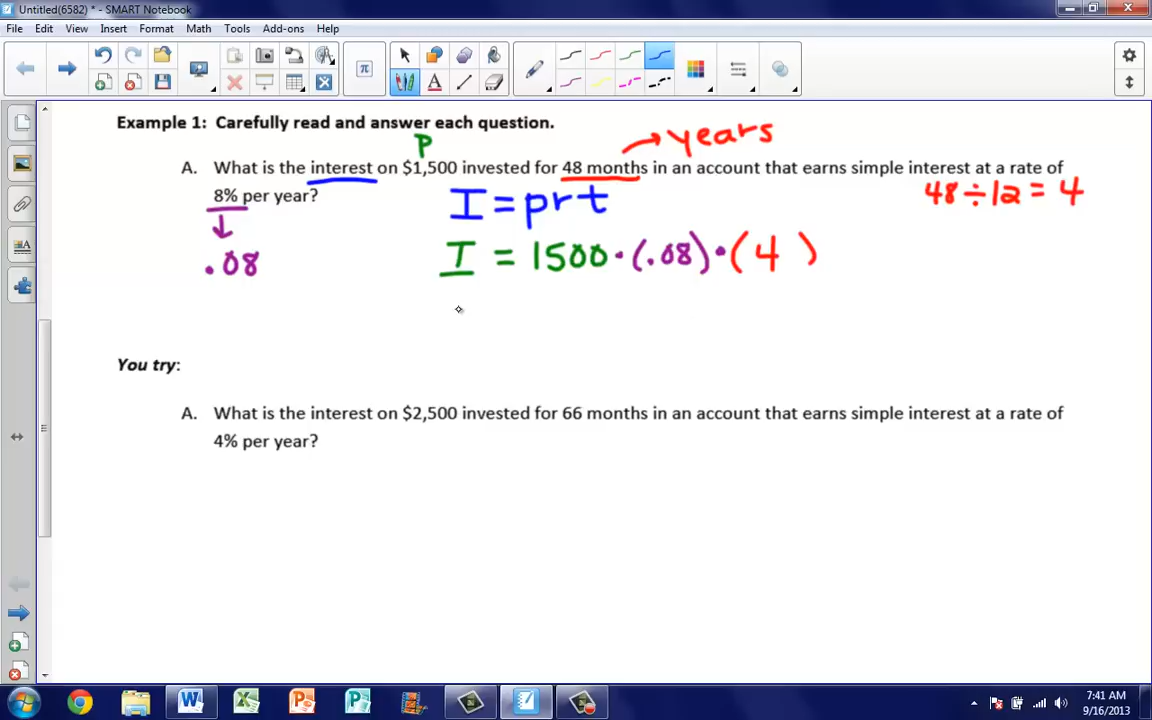 Untitled(6582) * - SMART Notebook
File Edit View Insert Format Math Tools Add-ons Help
Example 1: Carefully read and answer each question.
P
years
A. What is the interest on $1,500 invested for 48 months in an account that earns simple interest at a rate of
8% per year?
48 ÷ 12 = 4
I = prt
.08
I = 1500 · (.08) · (4 )
You try:
A. What is the interest on $2,500 invested for 66 months in an account that earns simple interest at a rate of
4% per year?
7:41 AM
9/16/2013